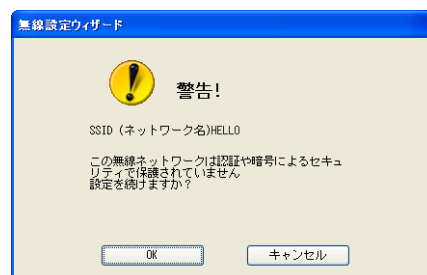 無線設定ウィザード
警告!
SSID (ネットワーク名)HELLO
この無線ネットワークは認証や暗号によるセキュ
リティで保護されていません
設定を続けますか？
OK
キャンセル